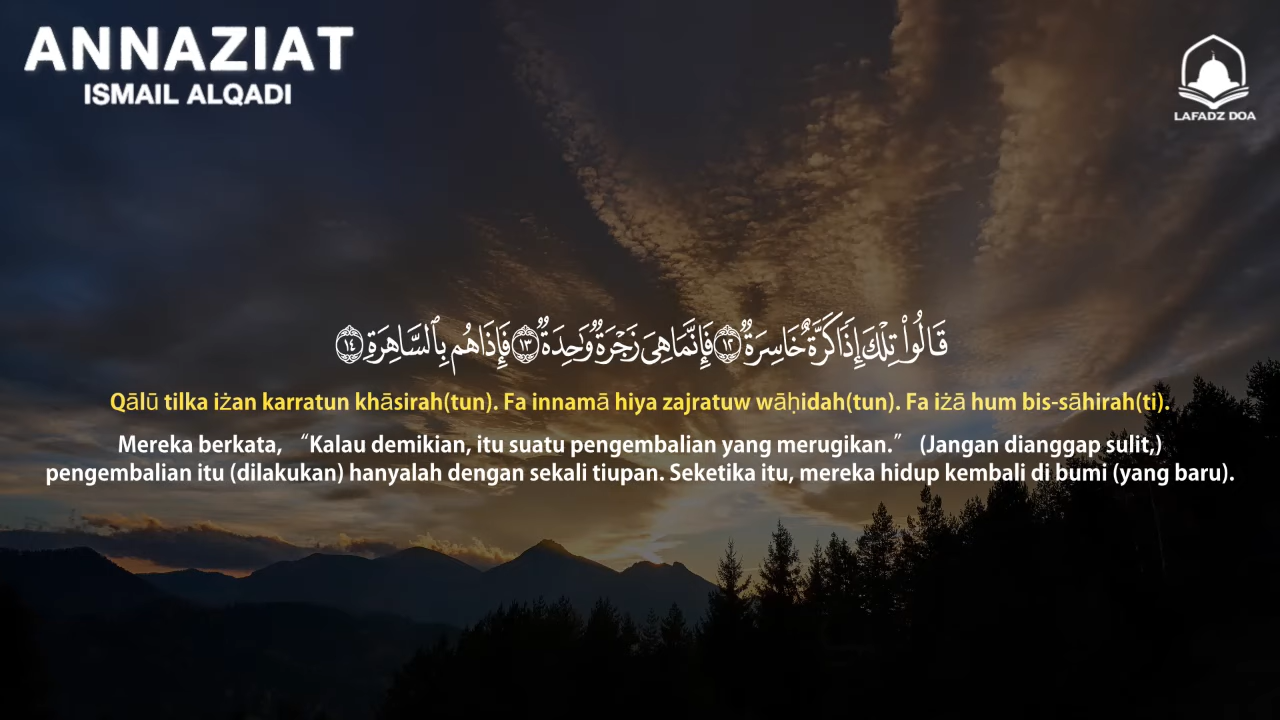 ANNAZIAT
ISMAIL ALQADI
LAFADZ DOA
قَالُواْ تِلۡكَ إِذٗا كَرَّةٌ خَاسِرَةٞ ١٢ فَإِنَّمَا هِيَ زَجۡرَةٞ وَٰحِدَةٞ ١٣ فَإِذَا هُم بِٱلسَّاهِرَةِ ١٤
Qālū tilka iżan karratun khāsirah(tun). Fa innamā hiya zajratuw wāḥidah(tun). Fa iżā hum bis-sāhirah(ti).
Mereka berkata, “Kalau demikian, itu suatu pengembalian yang merugikan.” (Jangan dianggap sulit,)
pengembalian itu (dilakukan) hanyalah dengan sekali tiupan. Seketika itu, mereka hidup kembali di bumi (yang baru).